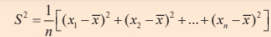 S² = 1/n [(x₁ − x̅)² + (x₂ − x̅)² + ... + (xₙ − x̅)²]